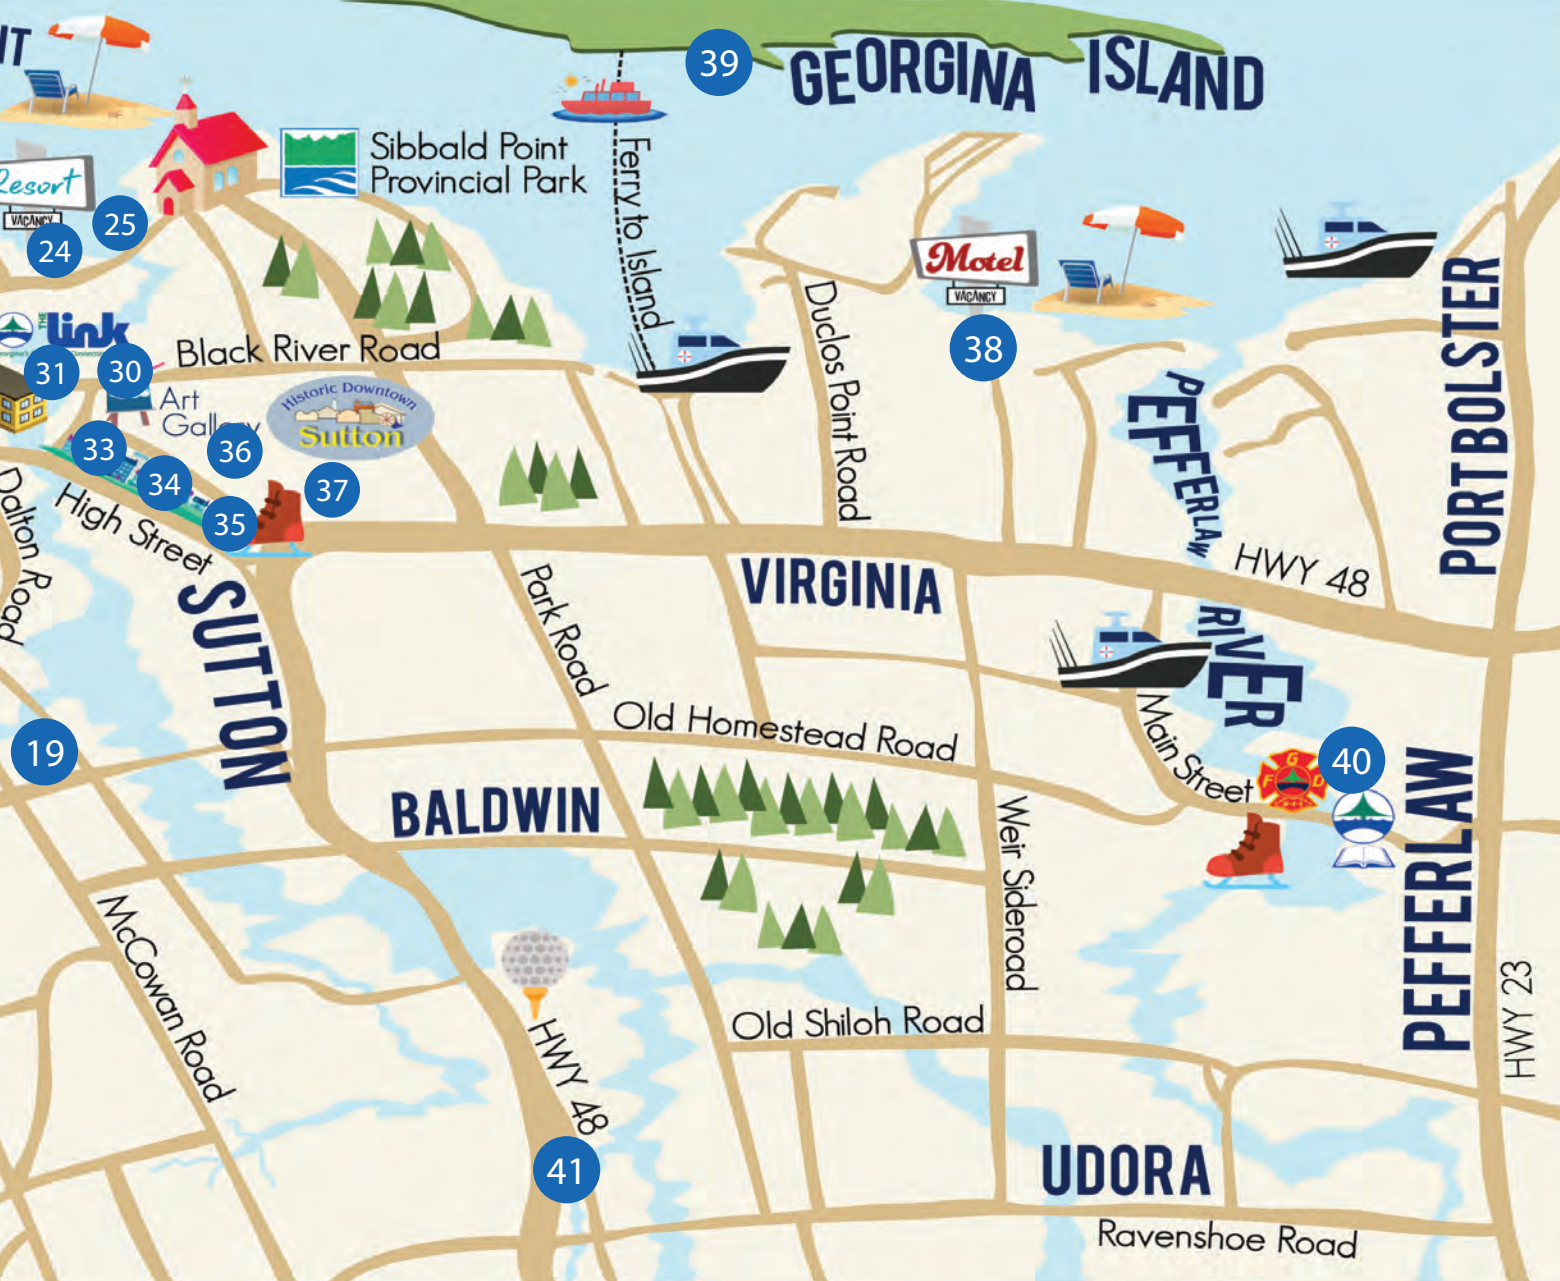 NT
39
GEORGINA ISLAND
Sibbald Point
Provincial Park
Ferry to Island
Resort
VACANCY
25
24
Motel
VACANCY
38
THE
link
31
30
Black River Road
Art
Gallery
Historic Downtown
Sutton
33
34
35
36
37
High Street
Dalton Road
Duclos Point Road
PEFFERLAW
RIVER
PORT BOLSTER
HWY 48
VIRGINIA
SUTTON
Park Road
Old Homestead Road
19
Main Street
G
F D
40
BALDWIN
Weir Sideroad
PEFFERLAW
McCowan Road
Old Shiloh Road
HWY 48
HWY 23
41
UDORA
Ravenshoe Road